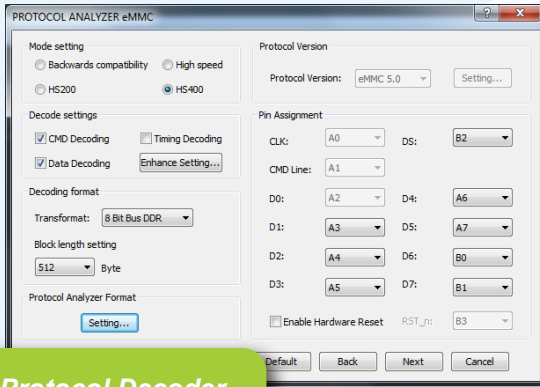 PROTOCOL ANALYZER eMMC
Mode setting
Backwards compatibility High speed
HS200 HS400
Decode settings
CMD Decoding Timing Decoding
Data Decoding Enhance Setting...
Decoding format
Transformat: 8 Bit Bus DDR
Block length setting
512 Byte
Protocol Analyzer Format
Setting...
Protocol Version
Protocol Version: eMMC 5.0 Setting...
Pin Assignment
CLK: A0 DS: B2
CMD Line: A1
D0: A2 D4: A6
D1: A3 D5: A7
D2: A4 D6: B0
D3: A5 D7: B1
Enable Hardware Reset RST_n: B3
Default Back Next Cancel
Protocol Decoder